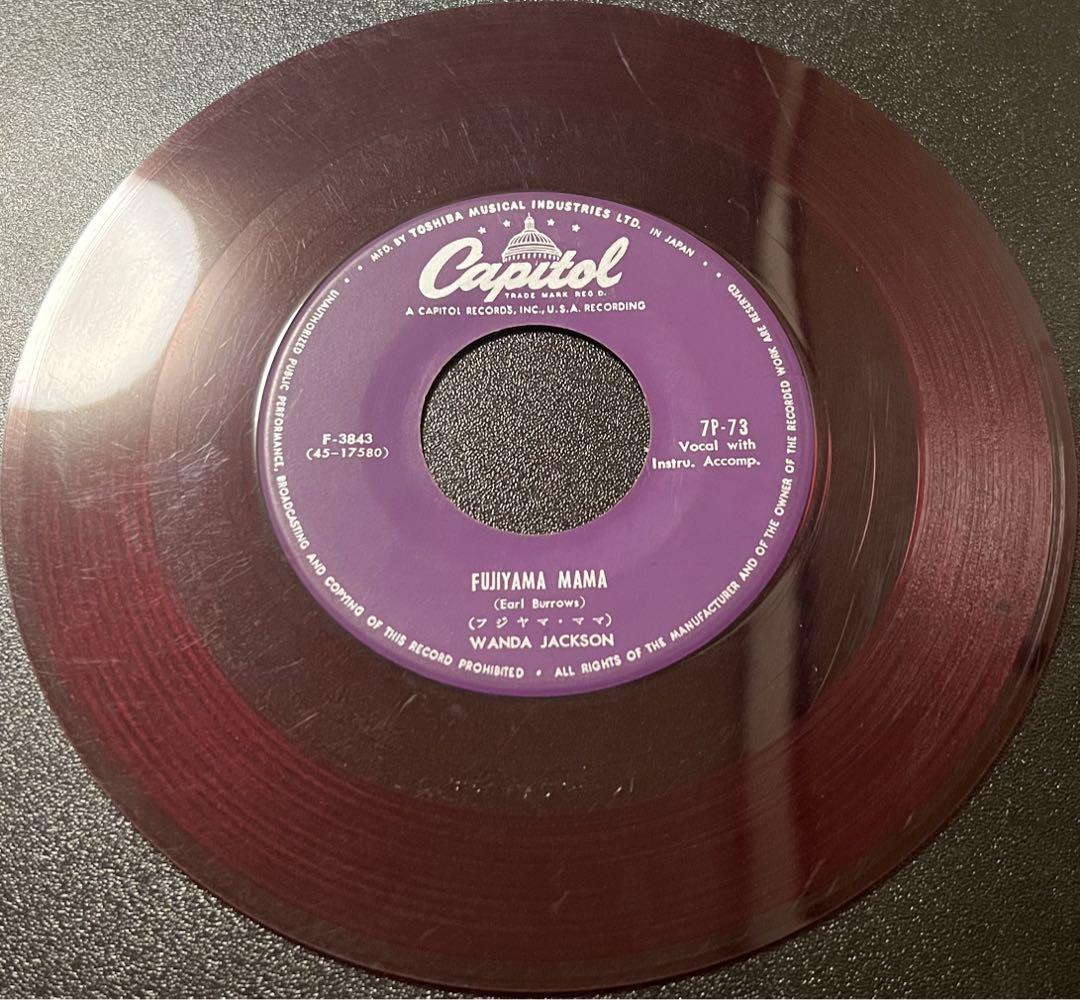 • MFD. BY TOSHIBA MUSICAL INDUSTRIES LTD. IN JAPAN •
Capitol
TRADE MARK REG D.
A CAPITOL RECORDS, INC., U.S.A. RECORDING
F-3843
(45-17580)
7P-73
Vocal with
Instru. Accomp.
FUJIYAMA MAMA
(Earl Burrows)
(フジヤマ・ママ)
WANDA JACKSON
• UNAUTHORIZED PUBLIC PERFORMANCE, BROADCASTING AND COPYING OF THIS RECORD PROHIBITED • ALL RIGHTS OF THE MANUFACTURER AND OF THE OWNER OF THE RECORDED WORK ARE RESERVED •